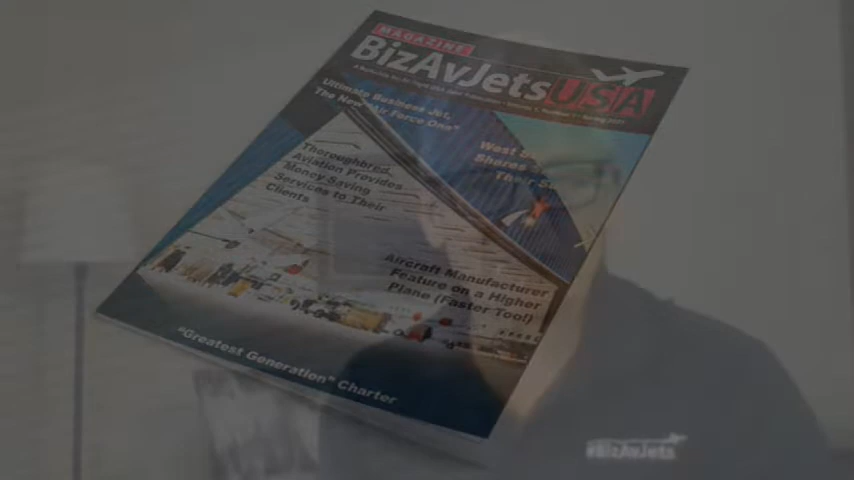 MAGAZINE
BizAvJetsUSA
Ultimate Business Jet,
The New "Air Force One"
West
Shares
Their
Thoroughbred
Aviation Provides
Money Saving
Services to Their
Clients
Aircraft Manufacturer
Feature on a Higher
Plane (Faster Tool)
"Greatest Generation" Charter
#BizAvJets